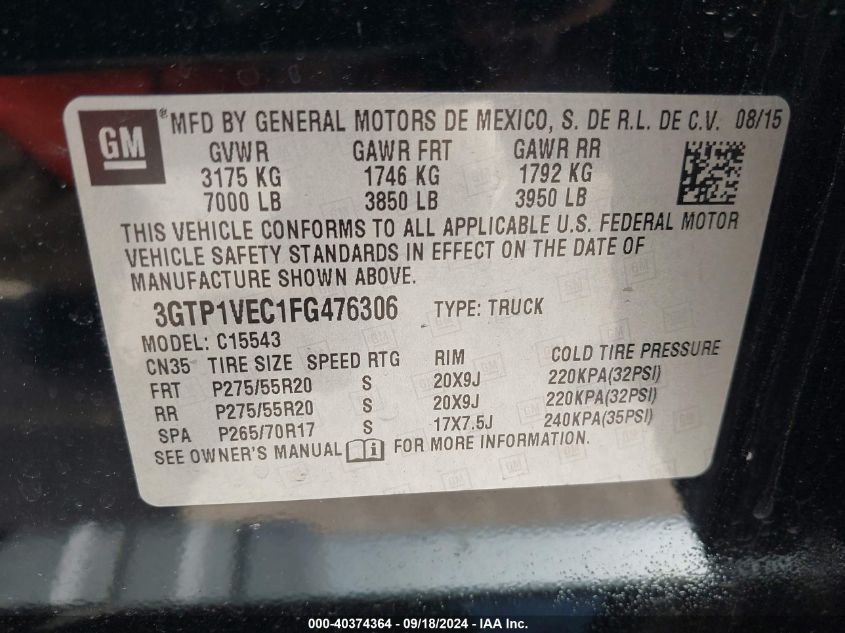 GM ® MFD BY GENERAL MOTORS DE MEXICO, S. DE R.L. DE C.V. 08/15
GVWR GAWR FRT GAWR RR
3175 KG 1746 KG 1792 KG
7000 LB 3850 LB 3950 LB
THIS VEHICLE CONFORMS TO ALL APPLICABLE U.S. FEDERAL MOTOR
VEHICLE SAFETY STANDARDS IN EFFECT ON THE DATE OF
MANUFACTURE SHOWN ABOVE.
3GTP1VEC1FG476306 TYPE: TRUCK
MODEL: C15543
CN35 TIRE SIZE SPEED RTG RIM COLD TIRE PRESSURE
FRT P275/55R20 S 20X9J 220KPA(32PSI)
RR P275/55R20 S 20X9J 220KPA(32PSI)
SPA P265/70R17 S 17X7.5J 240KPA(35PSI)
SEE OWNER'S MANUAL FOR MORE INFORMATION.
000-40374364 - 09/18/2024 - IAA Inc.